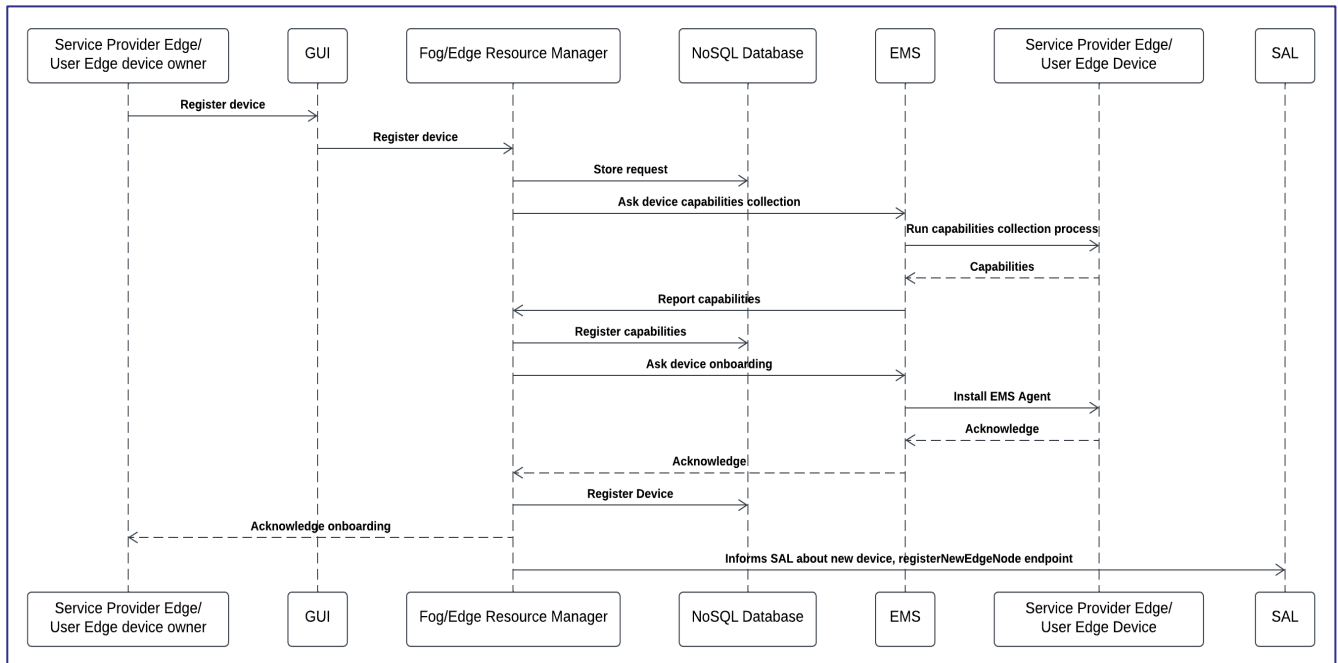 Service Provider Edge/
User Edge device owner
GUI
Fog/Edge Resource Manager
NoSQL Database
EMS
Service Provider Edge/
User Edge Device
SAL
Register device
Register device
Store request
Ask device capabilities collection
Run capabilities collection process
Capabilities
Report capabilities
Register capabilities
Ask device onboarding
Install EMS Agent
Acknowledge
Acknowledge
Register Device
Acknowledge onboarding
Informs SAL about new device, registerNewEdgeNode endpoint
Service Provider Edge/
User Edge device owner
GUI
Fog/Edge Resource Manager
NoSQL Database
EMS
Service Provider Edge/
User Edge Device
SAL